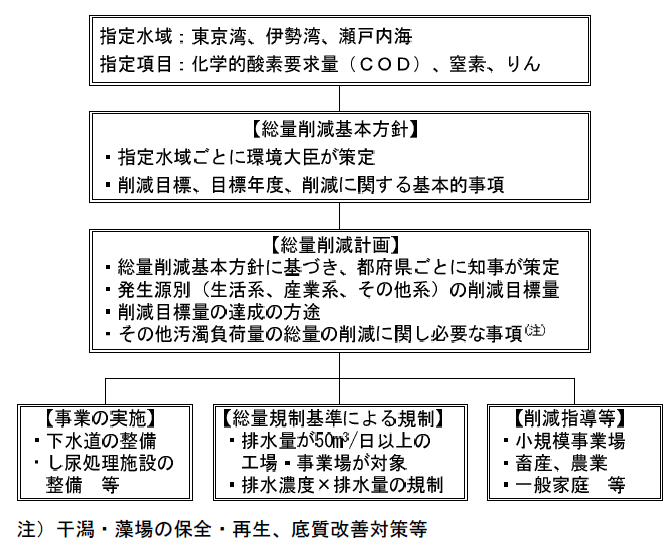 指定水域：東京湾、伊勢湾、瀬戸内海
指定項目：化学的酸素要求量（ＣＯＤ）、窒素、りん
【総量削減基本方針】
・指定水域ごとに環境大臣が策定
・削減目標、目標年度、削減に関する基本的事項
【総量削減計画】
・総量削減基本方針に基づき、都府県ごとに知事が策定
・発生源別（生活系、産業系、その他系）の削減目標量
・削減目標量の達成の方途
・その他汚濁負荷量の総量の削減に関し必要な事項(注)
【事業の実施】
・下水道の整備
・し尿処理施設の
整備　等
【総量規制基準による規制】
・排水量が50m³/日以上の
工場・事業場が対象
・排水濃度×排水量の規制
【削減指導等】
・小規模事業場
・畜産、農業
・一般家庭　等
注）干潟・藻場の保全・再生、底質改善対策等